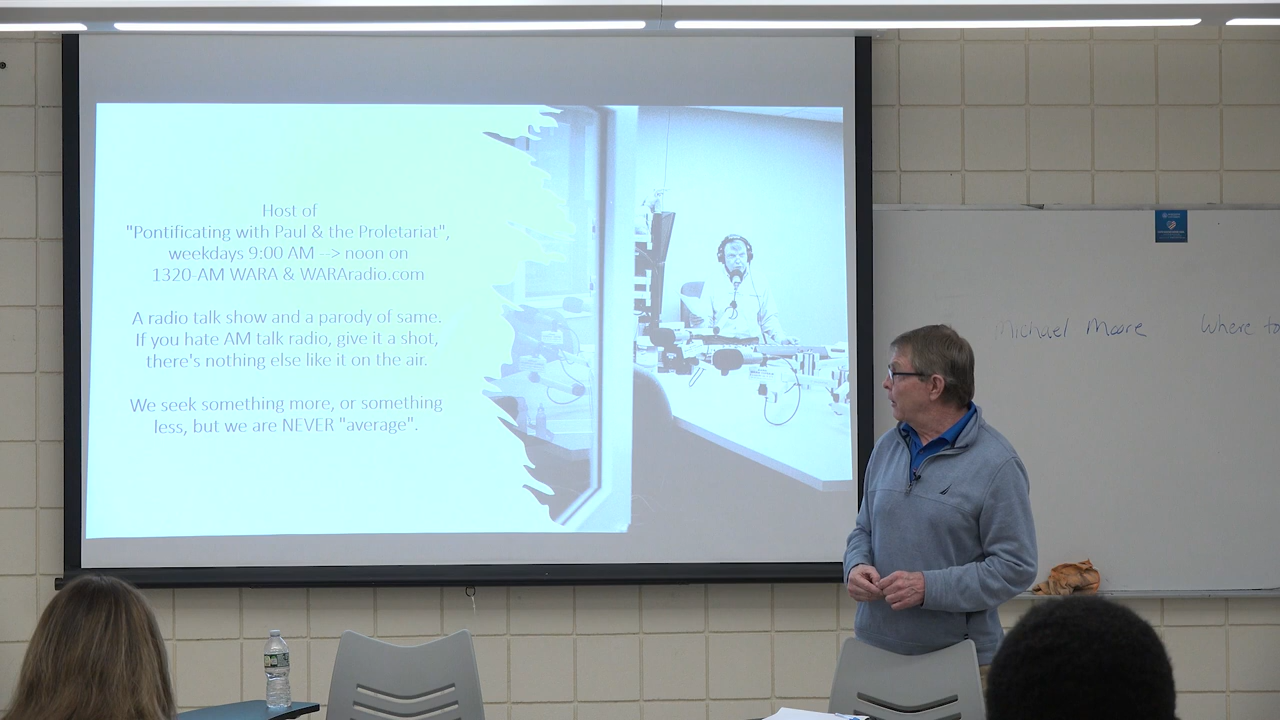 Host of
"Pontificating with Paul & the Proletariat",
weekdays 9:00 AM --> noon on
1320 AM WARA & WARAradio.com
A radio talk show and a parody of same.
If you hate AM talk radio, give it a shot,
there's nothing else like it on the air.
We seek something more, or something
less, but we are NEVER "average".
Michael Moore
Where to